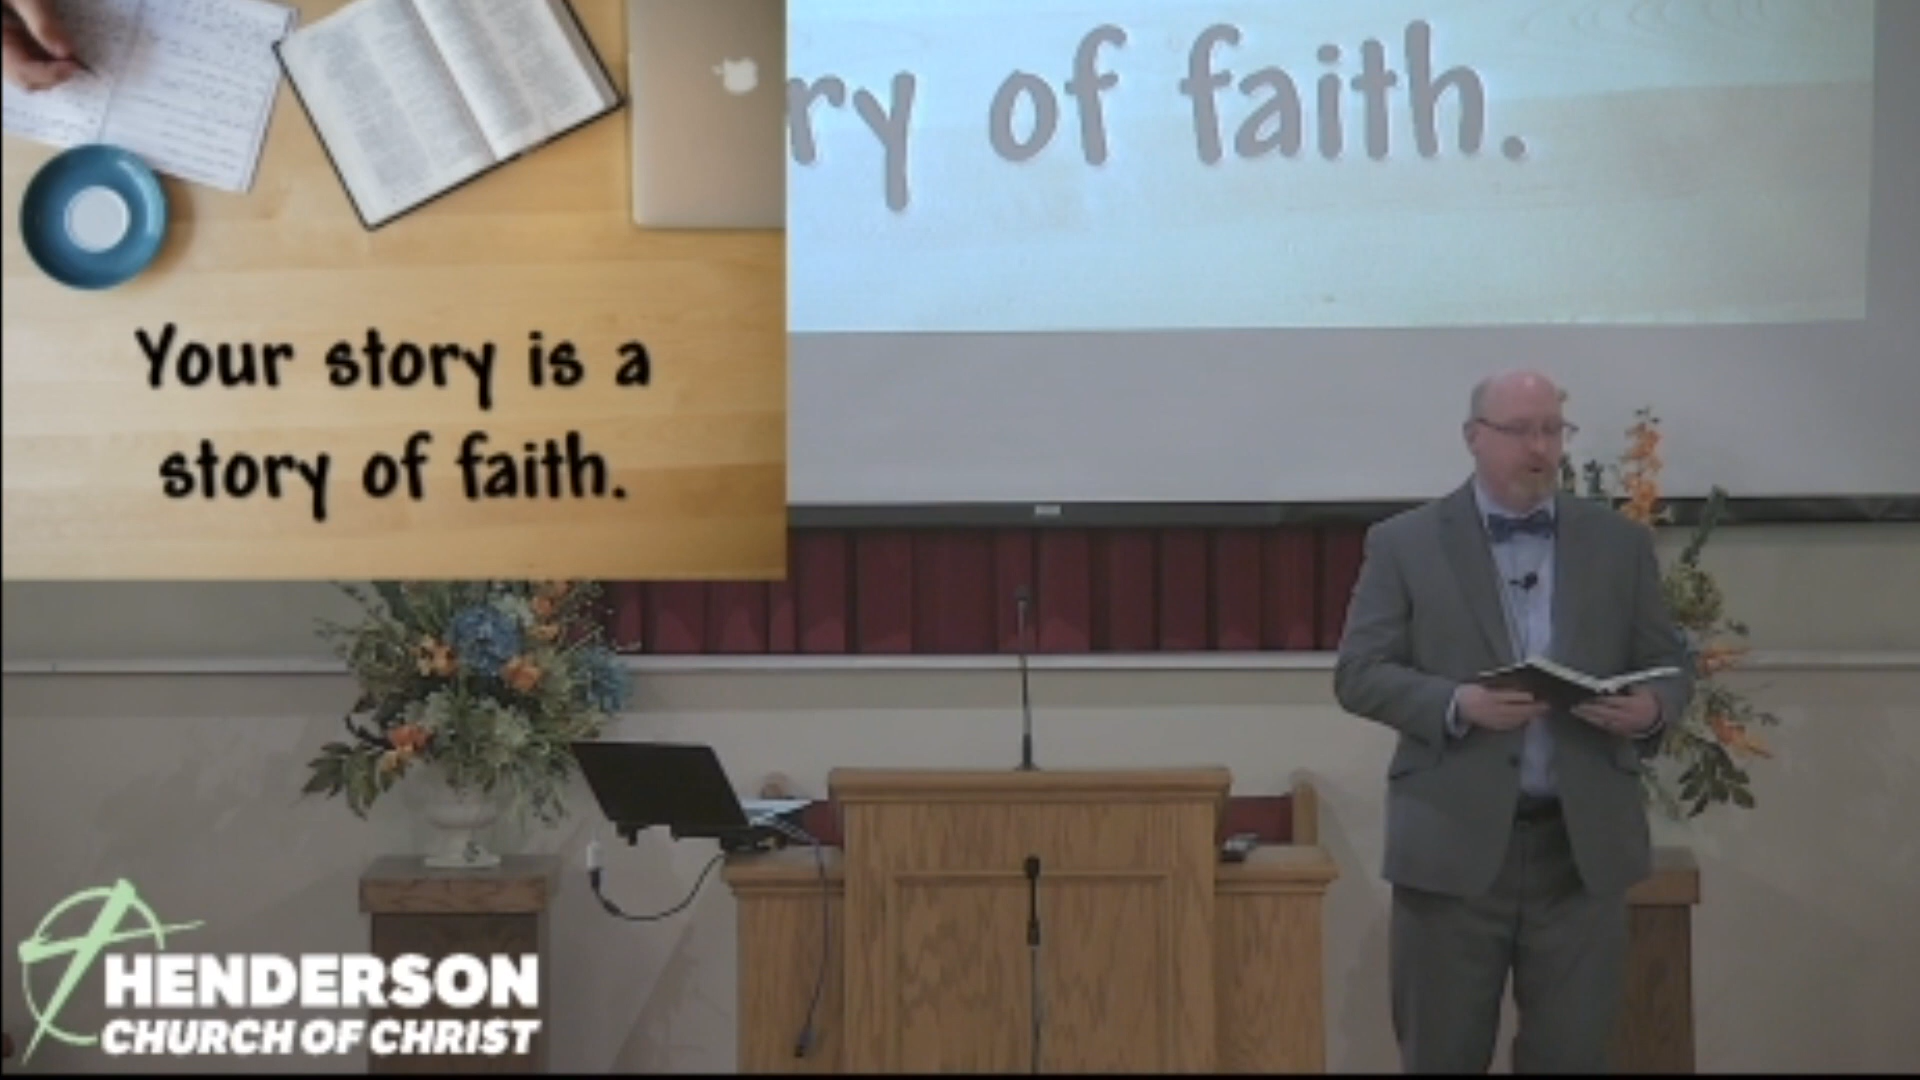 Your story is a
story of faith.
ry of faith.
HENDERSON
CHURCH OF CHRIST